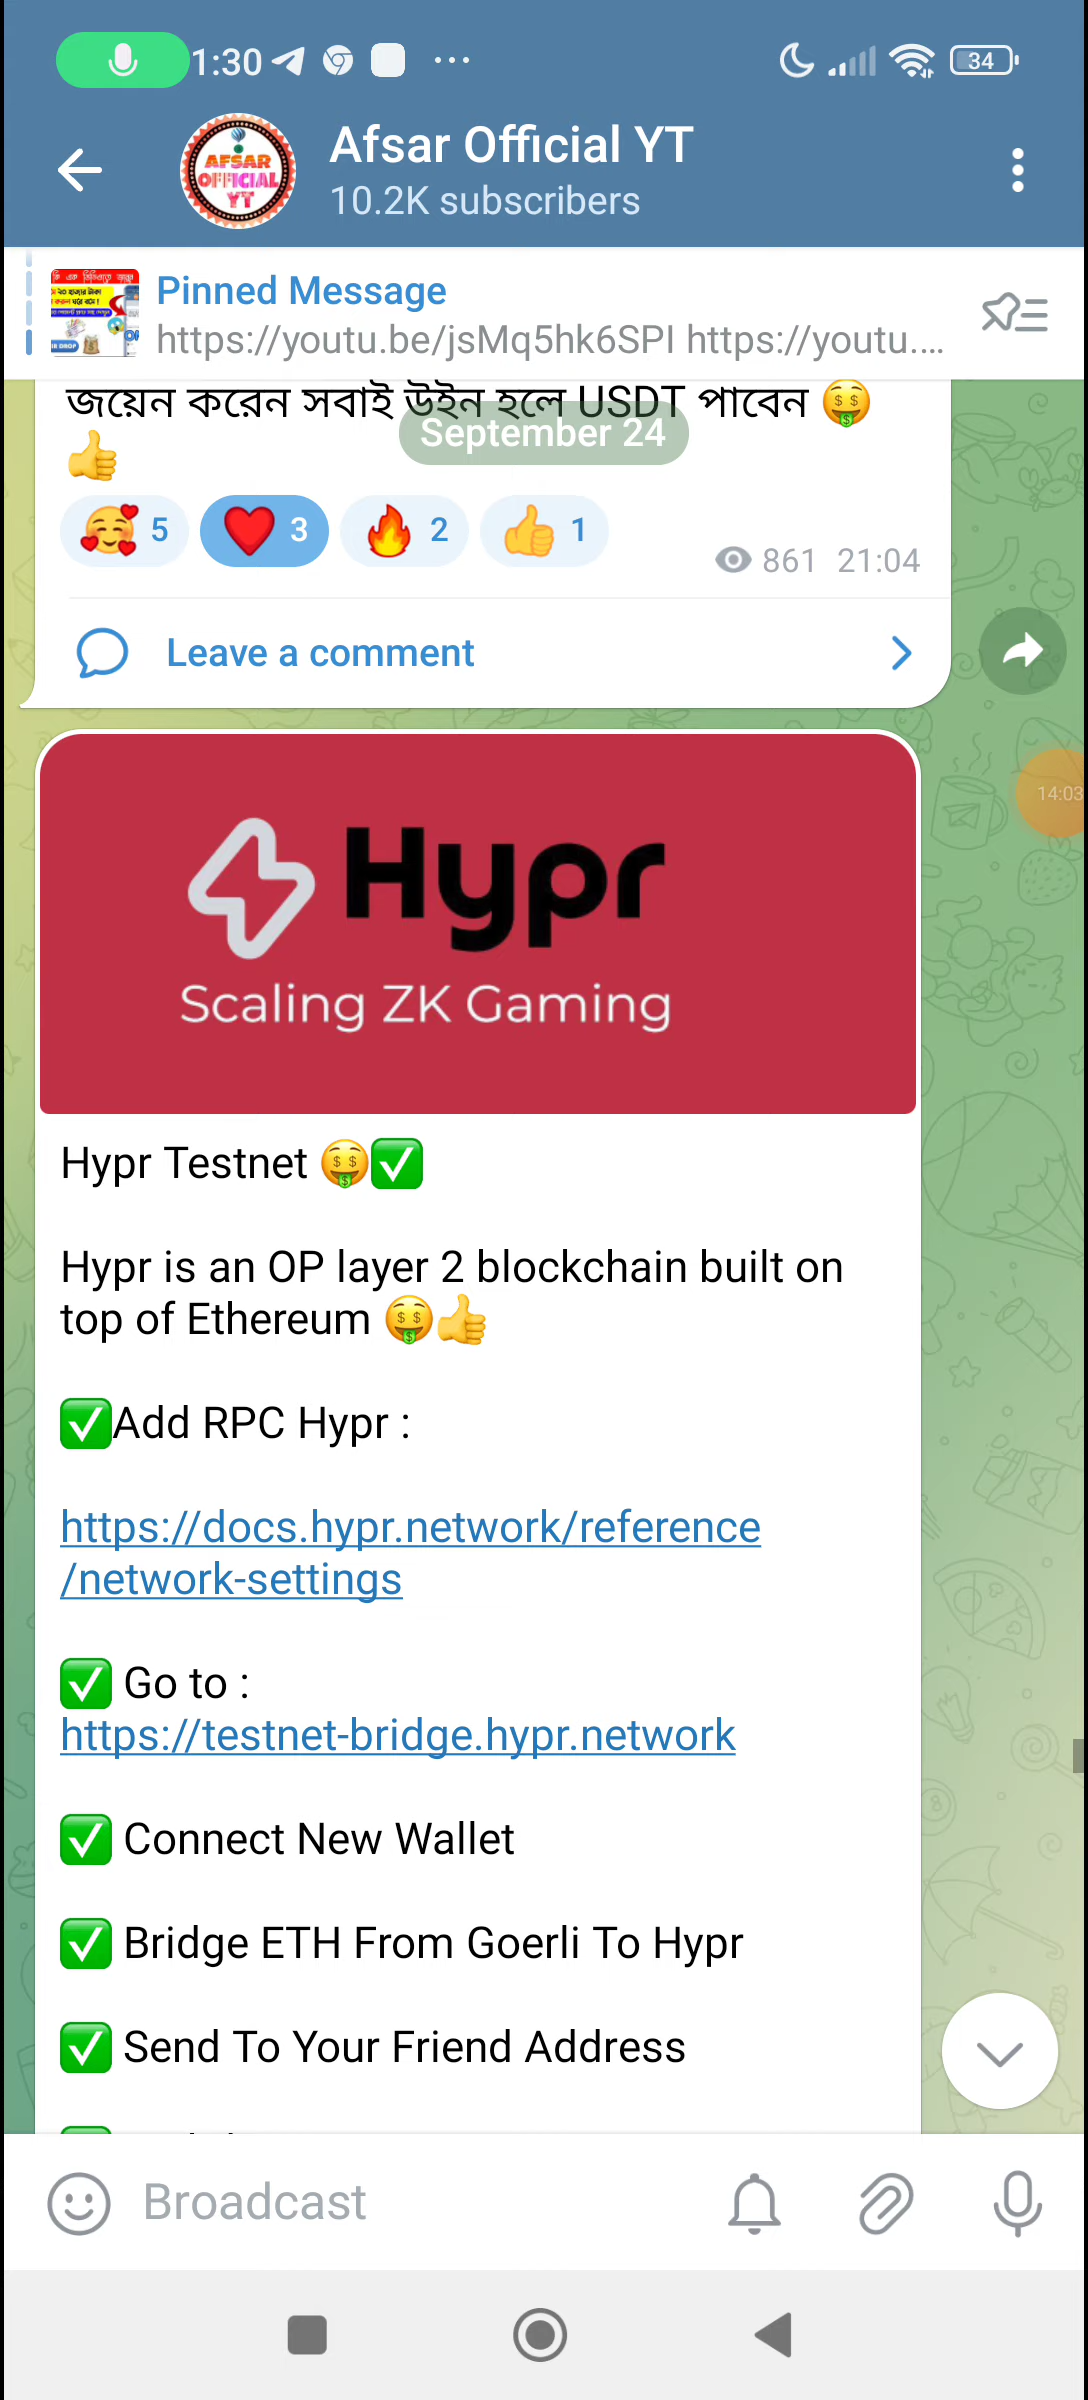 1:30
34
Afsar Official YT
10.2K subscribers
AFSAR
OFFICIAL
YT
Pinned Message
https://youtu.be/jsMq5hk6SPI https://youtu....
জয়েন করেন সবাই উইন হলে USDT পাবেন 🤑
👍
September 24
🥰 5 ❤️ 3 🔥 2 👍 1
861 21:04
Leave a comment
14:03
Hypr
Scaling ZK Gaming
Hypr Testnet 🤑✅
Hypr is an OP layer 2 blockchain built on
top of Ethereum 🤑👍
✅Add RPC Hypr :
https://docs.hypr.network/reference
/network-settings
✅ Go to :
https://testnet-bridge.hypr.network
✅ Connect New Wallet
✅ Bridge ETH From Goerli To Hypr
✅ Send To Your Friend Address
Broadcast